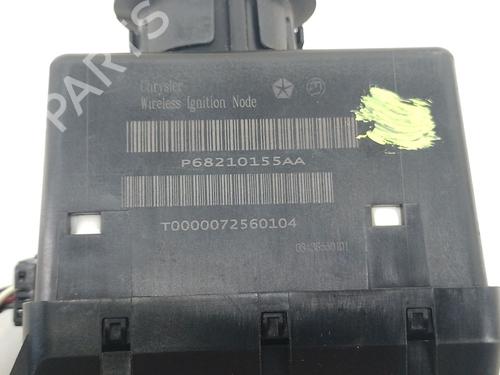 Chrysler
Wireless Ignition Node
P68210155AA
T0000072560104
PARTS